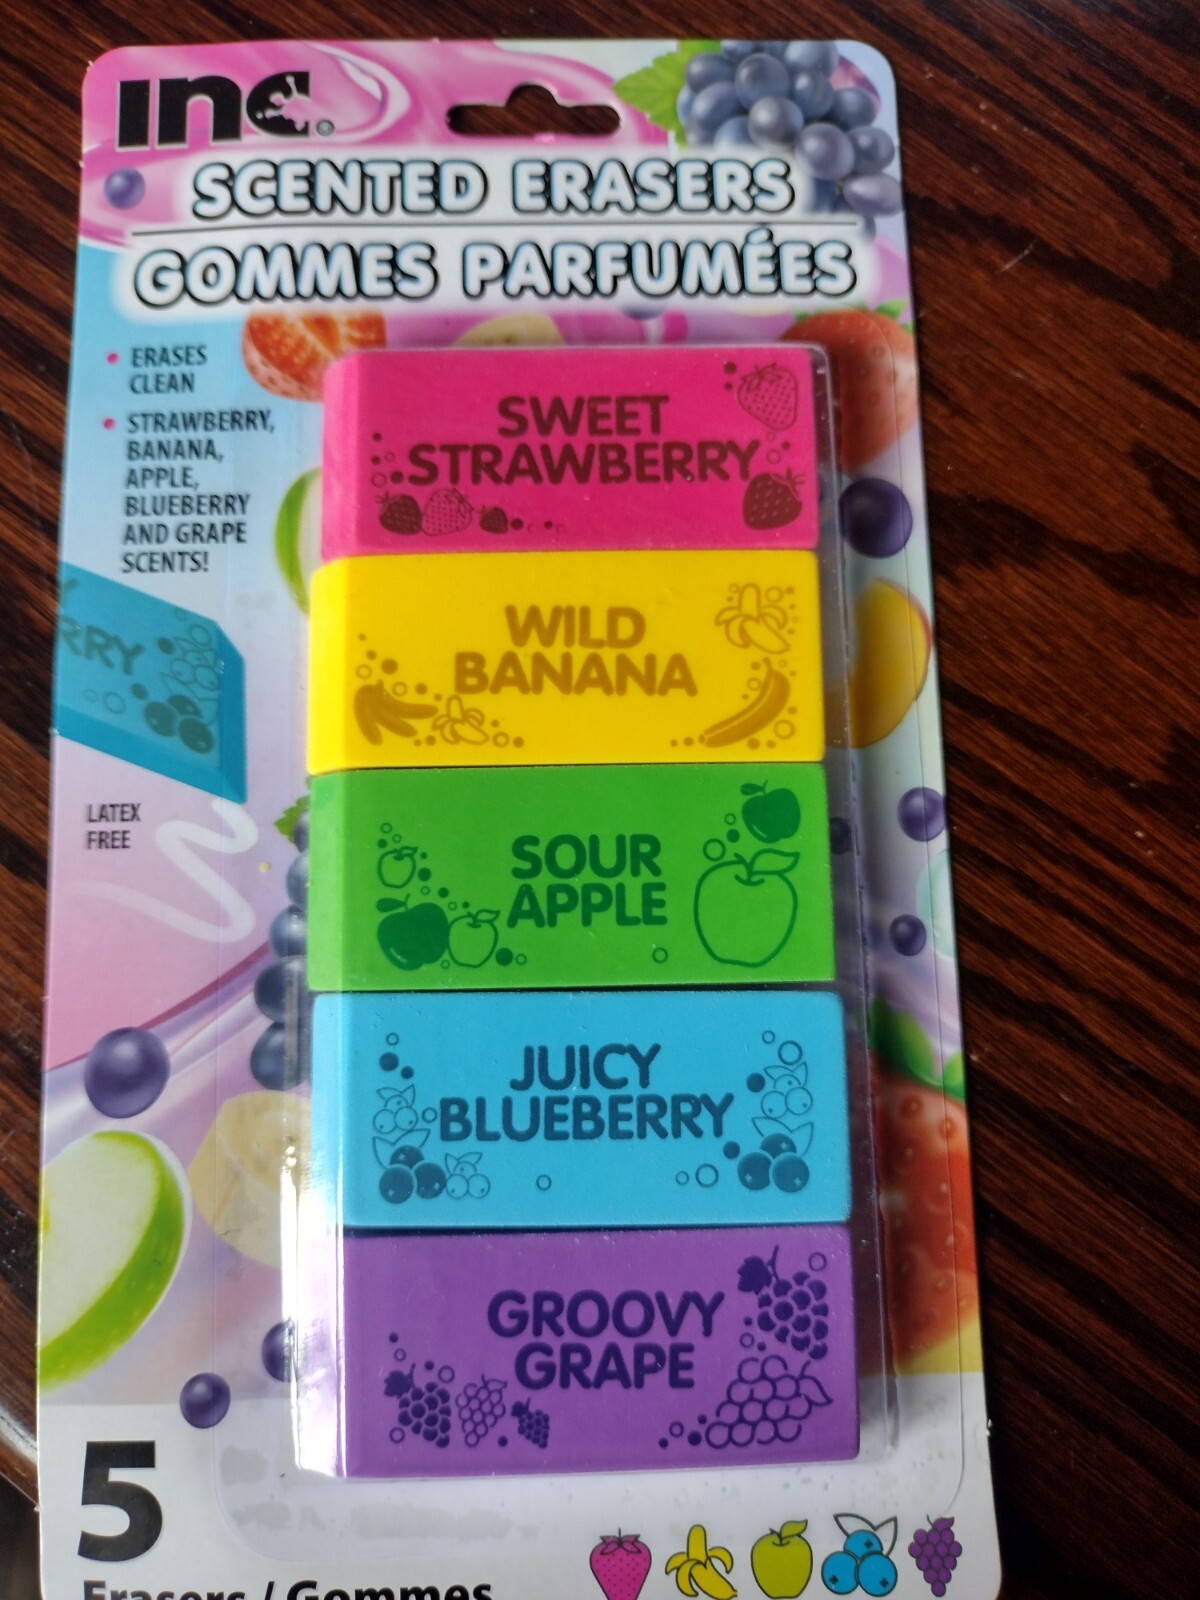 inc.®
SCENTED ERASERS
GOMMES PARFUMÉES
• ERASES
CLEAN
• STRAWBERRY,
BANANA,
APPLE,
BLUEBERRY
AND GRAPE
SCENTS!
RRY
LATEX
FREE
SWEET
STRAWBERRY
WILD
BANANA
SOUR
APPLE
JUICY
BLUEBERRY
GROOVY
GRAPE
5
Erasers / Gommes